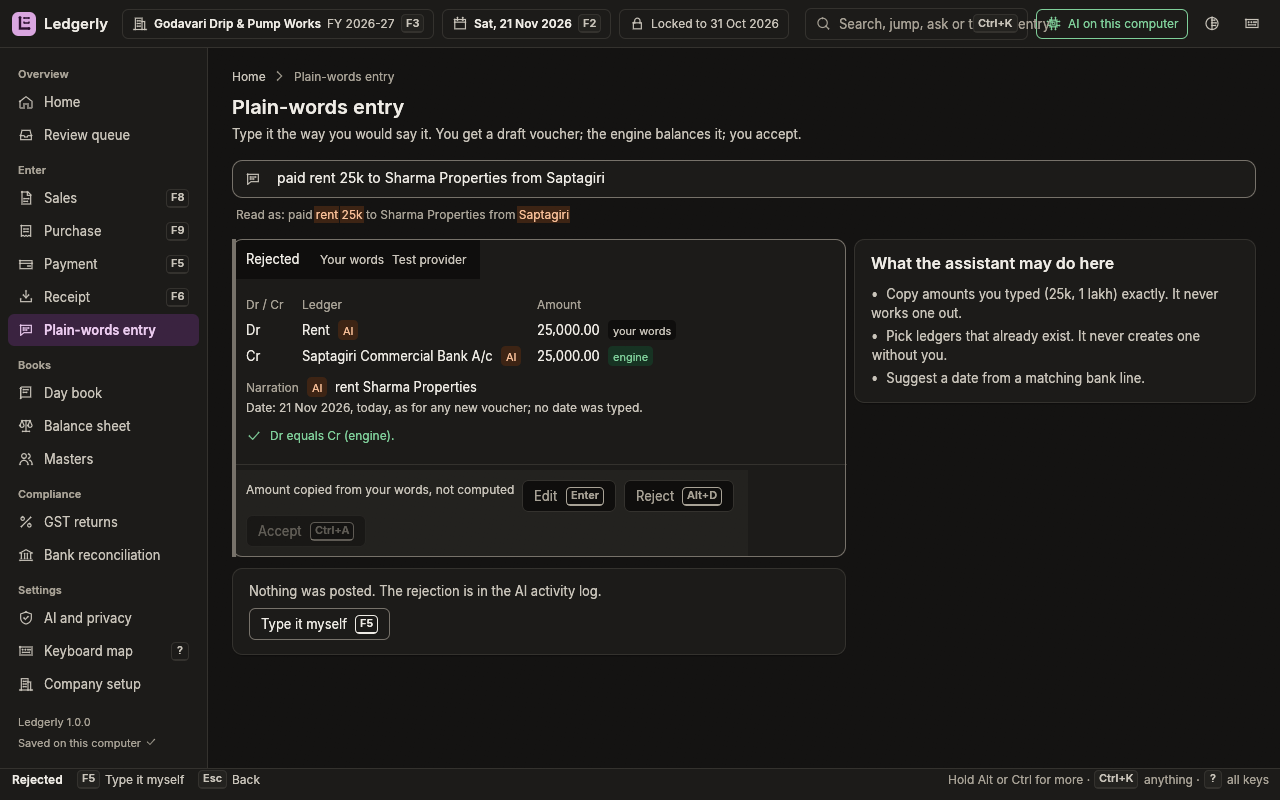 Ledgerly
Godavari Drip & Pump Works FY 2026-27 F3
Sat, 21 Nov 2026 F2
Locked to 31 Oct 2026
Search, jump, ask or t Ctrl+K entry
AI on this computer
Overview
Home
Review queue
Enter
Sales F8
Purchase F9
Payment F5
Receipt F6
Plain-words entry
Books
Day book
Balance sheet
Masters
Compliance
GST returns
Bank reconciliation
Settings
AI and privacy
Keyboard map ?
Company setup
Ledgerly 1.0.0
Saved on this computer
Home Plain-words entry
Plain-words entry
Type it the way you would say it. You get a draft voucher; the engine balances it; you accept.
paid rent 25k to Sharma Properties from Saptagiri
Read as: paid rent 25k to Sharma Properties from Saptagiri
Rejected Your words Test provider
Dr / Cr Ledger Amount
Dr Rent AI 25,000.00 your words
Cr Saptagiri Commercial Bank A/c AI 25,000.00 engine
Narration AI rent Sharma Properties
Date: 21 Nov 2026, today, as for any new voucher; no date was typed.
Dr equals Cr (engine).
Amount copied from your words, not computed Edit Enter Reject Alt+D
Accept Ctrl+A
Nothing was posted. The rejection is in the AI activity log.
Type it myself F5
What the assistant may do here
• Copy amounts you typed (25k, 1 lakh) exactly. It never
works one out.
• Pick ledgers that already exist. It never creates one
without you.
• Suggest a date from a matching bank line.
Rejected F5 Type it myself Esc Back
Hold Alt or Ctrl for more · Ctrl+K anything · ? all keys